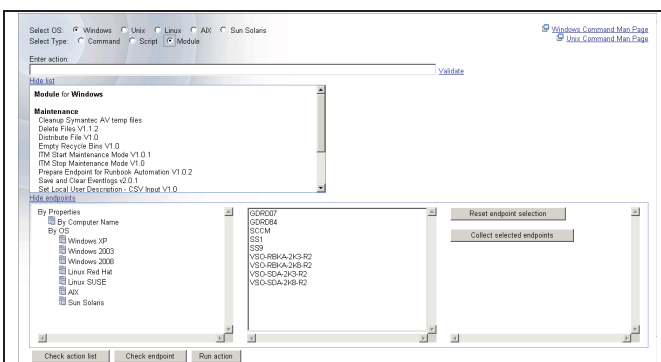 Select OS: Windows Unix Linux AIX Sun Solaris
Windows Command Man Page
Select Type: Command Script Module
Unix Command Man Page
Enter action:
Validate
Hide list
Module for Windows
Maintenance
Cleanup Symantec AV temp files
Delete Files V1.1.2
Distribute File V1.0
Empty Recycle Bins V1.0
ITM Start Maintenance Mode V1.0.1
ITM Stop Maintenance Mode V1.0
Prepare Endpoint for Runbook Automation V1.0.2
Save and Clear Eventlogs v2.0.1
Set Local User Description - CSV Input V1.0
Hide endpoints
By Properties
By Computer Name
By OS
Windows XP
Windows 2003
Windows 2008
Linux Red Hat
Linux SUSE
AIX
Sun Solaris
GDRD07
GDRD84
SCCM
SS1
SS9
VSO-RBKA-2K3-R2
VSO-RBKA-2K8-R2
VSO-SDA-2K3-R2
VSO-SDA-2K8-R2
Reset endpoint selection
Collect selected endpoints
Check action list Check endpoint Run action